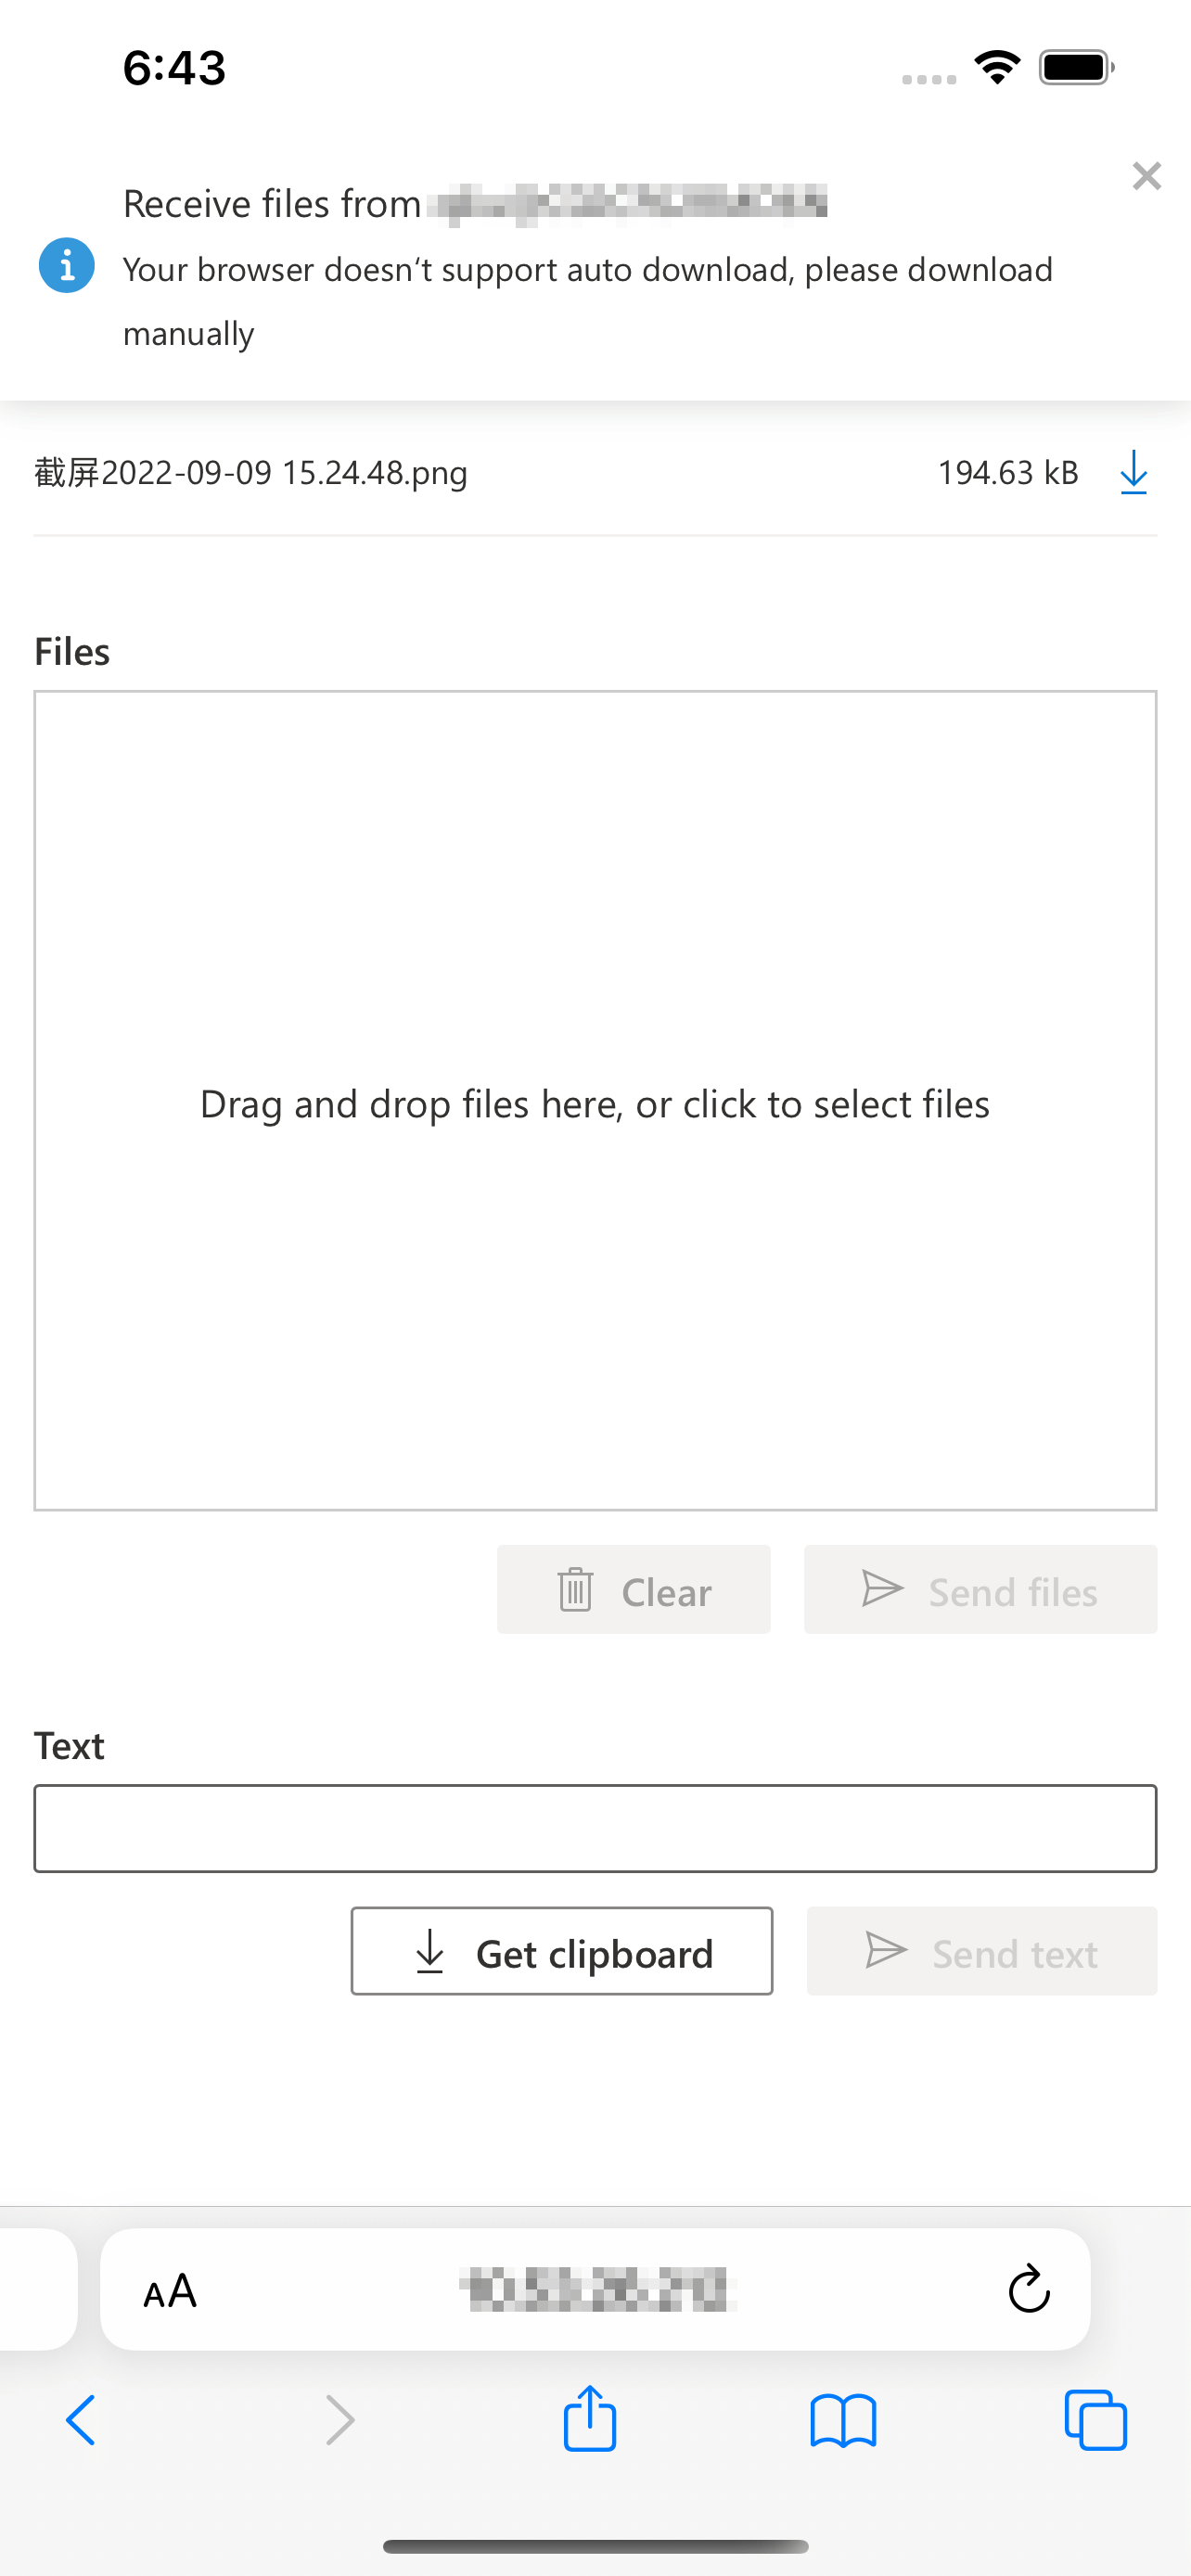 6:43
Receive files from
Your browser doesn‘t support auto download, please download
manually
截屏2022-09-09 15.24.48.png 194.63 kB
Files
Drag and drop files here, or click to select files
Clear Send files
Text
Get clipboard Send text
AA